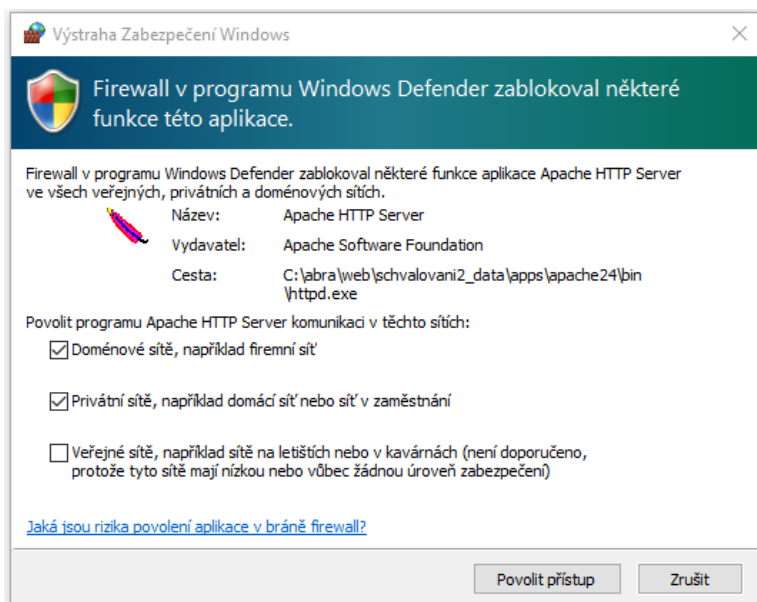 Výstraha Zabezpečení Windows
Firewall v programu Windows Defender zablokoval některé
funkce této aplikace.
Firewall v programu Windows Defender zablokoval některé funkce aplikace Apache HTTP Server
ve všech veřejných, privátních a doménových sítích.
Název: Apache HTTP Server
Vydavatel: Apache Software Foundation
Cesta: C:\abra\web\schvalovani2_data\apps\apache24\bin
\httpd.exe
Povolit programu Apache HTTP Server komunikaci v těchto sítích:
Doménové sítě, například firemní síť
Privátní sítě, například domácí síť nebo síť v zaměstnání
Veřejné sítě, například sítě na letištích nebo v kavárnách (není doporučeno,
protože tyto sítě mají nízkou nebo vůbec žádnou úroveň zabezpečení)
Jaká jsou rizika povolení aplikace v bráně firewall?
Povolit přístup Zrušit